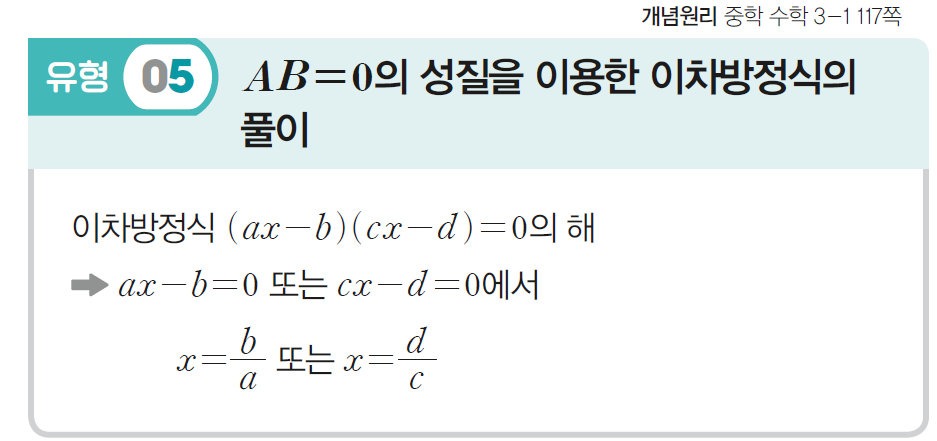 개념원리 중학 수학 3-1 117쪽
유형 05 AB=0의 성질을 이용한 이차방정식의
풀이
이차방정식 (ax-b)(cx-d)=0의 해
➡ ax-b=0 또는 cx-d=0에서
x=b/a 또는 x=d/c